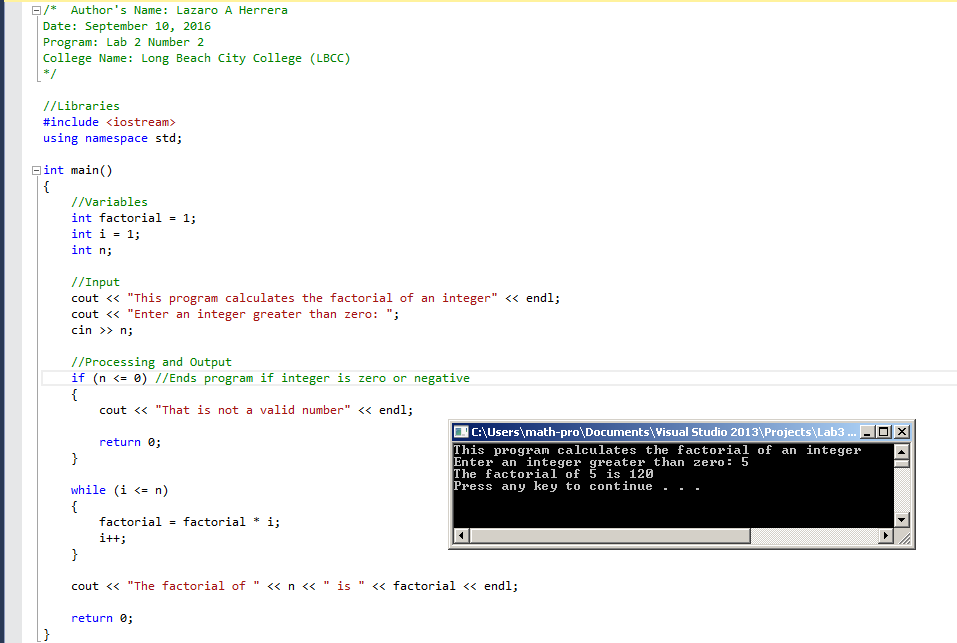 /*  Author's Name: Lazaro A Herrera
Date: September 10, 2016
Program: Lab 2 Number 2
College Name: Long Beach City College (LBCC)
*/
//Libraries
#include <iostream>
using namespace std;
int main()
{
//Variables
int factorial = 1;
int i = 1;
int n;
//Input
cout << "This program calculates the factorial of an integer" << endl;
cout << "Enter an integer greater than zero: ";
cin >> n;
//Processing and Output
if (n <= 0) //Ends program if integer is zero or negative
{
cout << "That is not a valid number" << endl;
return 0;
}
while (i <= n)
{
factorial = factorial * i;
i++;
}
cout << "The factorial of " << n << " is " << factorial << endl;
return 0;
}
C:\Users\math-pro\Documents\Visual Studio 2013\Projects\Lab3 ...
This program calculates the factorial of an integer
Enter an integer greater than zero: 5
The factorial of 5 is 120
Press any key to continue . . .